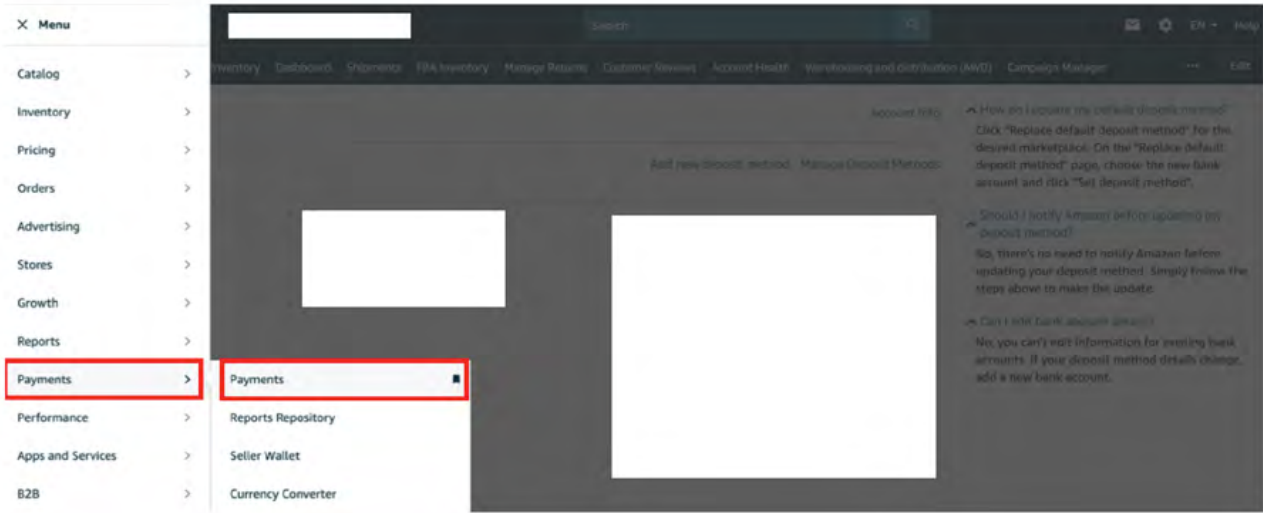 Menu
Search
EN
Help
Catalog
Inventory
Pricing
Orders
Advertising
Stores
Growth
Reports
Payments
Performance
Apps and Services
B2B
Payments
Reports Repository
Seller Wallet
Currency Converter
Inventory Dashboard Shipments FBA Inventory Manage Returns Customer Reviews Account Health Warehousing and distribution (AWD) Campaign Manager
Edit
Account Info
Add new deposit method Manage Deposit Methods
How do I update my default deposit method?
Click "Replace default deposit method" for the
desired marketplace. On the "Replace default
deposit method" page, choose the new bank
account and click "Set deposit method".
Should I notify Amazon before updating my
deposit method?
No, there's no need to notify Amazon before
updating your deposit method. Simply follow the
steps above to make the update.
Can I edit bank account details?
No, you can't edit information for existing bank
accounts. If your deposit method details change,
add a new bank account.